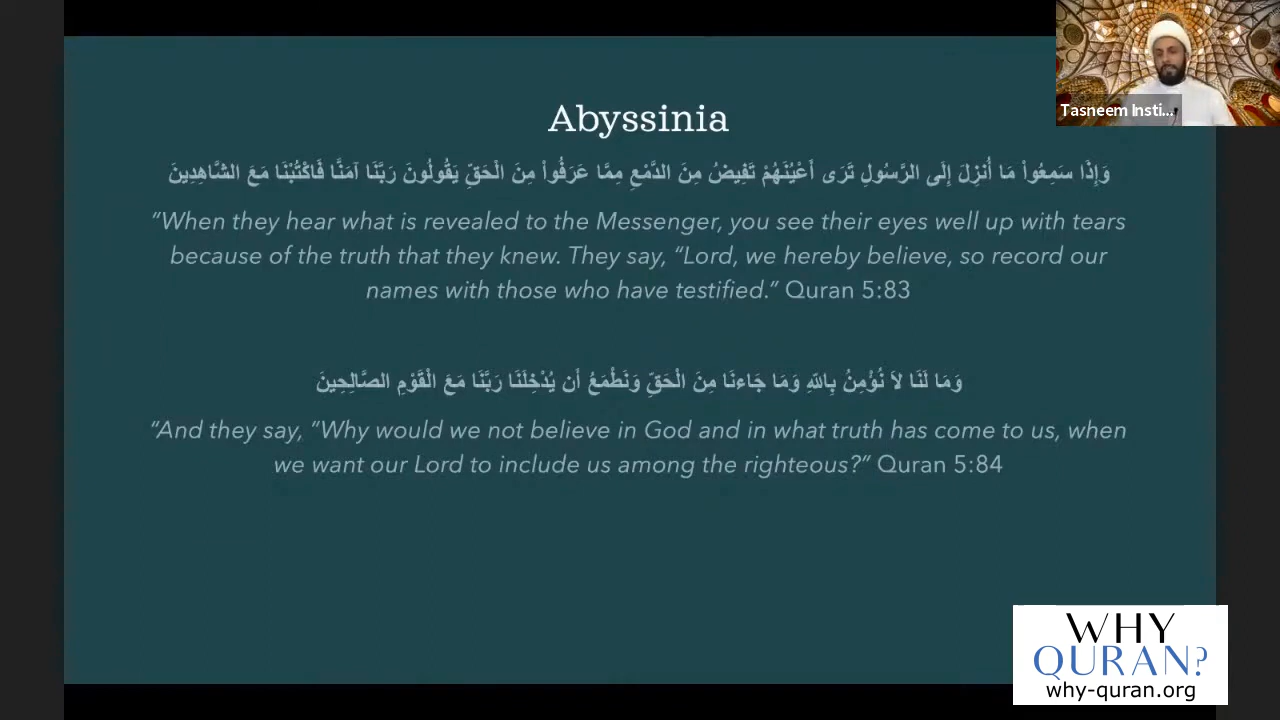 Abyssinia
وَإِذَا سَمِعُواْ مَا أُنزِلَ إِلَى الرَّسُولِ تَرَى أَعْيُنَهُمْ تَفِيضُ مِنَ الدَّمْعِ مِمَّا عَرَفُواْ مِنَ الْحَقِّ يَقُولُونَ رَبَّنَا آمَنَّا فَاكْتُبْنَا مَعَ الشَّاهِدِينَ
“When they hear what is revealed to the Messenger, you see their eyes well up with tears
because of the truth that they knew. They say, “Lord, we hereby believe, so record our
names with those who have testified.” Quran 5:83
وَمَا لَنَا لاَ نُؤْمِنُ بِاللّهِ وَمَا جَاءنَا مِنَ الْحَقِّ وَنَطْمَعُ أَن يُدْخِلَنَا رَبَّنَا مَعَ الْقَوْمِ الصَّالِحِينَ
“And they say, “Why would we not believe in God and in what truth has come to us, when
we want our Lord to include us among the righteous?” Quran 5:84
Tasneem Insti...
WHY
QURAN?
why-quran.org